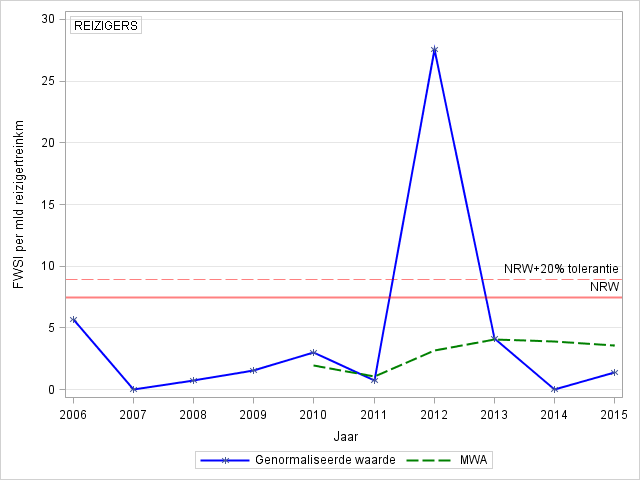 REIZIGERS
FWSI per mld reizigertreinkm
30
25
20
15
10
5
0
NRW+20% tolerantie
NRW
2006 2007 2008 2009 2010 2011 2012 2013 2014 2015
Jaar
Genormaliseerde waarde MWA